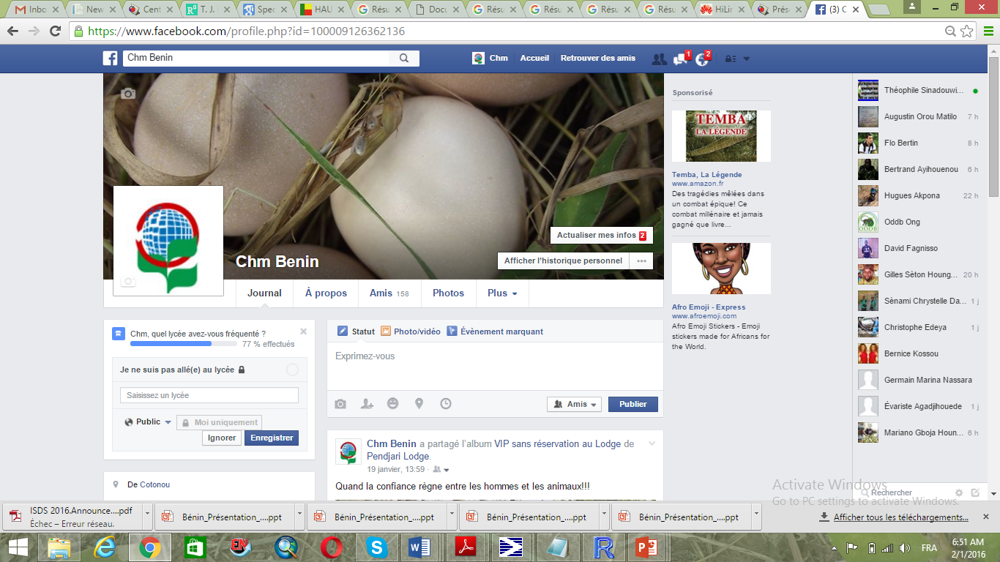 Inbo
New
Cent
T. J.
Spec
HAU
Résu
Docu
Résu
Résu
Résu
Résu
HiLin
Prése
(3) C
https://www.facebook.com/profile.php?id=100009126362136
Chm Benin
Chm Accueil Retrouver des amis 1 2
Chm Benin
Actualiser mes infos 2
Afficher l'historique personnel
Journal À propos Amis 158 Photos Plus
Chm, quel lycée avez-vous fréquenté ?
77 % effectués
Je ne suis pas allé(e) au lycée
Saisissez un lycée
Public Moi uniquement
Ignorer Enregistrer
De Cotonou
Statut Photo/vidéo Évènement marquant
Exprimez-vous
Amis Publier
Chm Benin a partagé l'album VIP sans réservation au Lodge de
Pendjari Lodge.
19 janvier, 13:59
Quand la confiance règne entre les hommes et les animaux!!!
Sponsorisé
TEMBA
LA LÉGENDE
Temba, La Légende
www.amazon.fr
Des tragédies mêlées dans
un combat épique! Ce
combat millénaire et jamais
gagné que livre...
Afro Emoji - Express
www.afroemoji.com
Afro Emoji Stickers - Emoji
stickers made for Africans for
the World.
Théophile Sinadouwi...
Augustin Orou Matilo 7 h
Flo Bertin 8 h
Bertrand Ayihouenou 6 h
Hugues Akpona 22 h
Oddb Ong
David Fagnisso
Gilles Sèton Houng... 20 h
Sènami Chrystelle Da... 1 j
Christophe Edeya 1 j
Bernice Kossou
Germain Marina Nassara
Évariste Agadjihouede 1 j
Mariano Gboja Houn... 6 h
Activate Windows
Go to PC settings to activate Windows.
Rechercher
ISDS 2016.Announce....pdf
Échec – Erreur réseau.
Bénin_Présentation_....ppt
Bénin_Présentation_....ppt
Bénin_Présentation_....ppt
Bénin_Présentation_....ppt
Afficher tous les téléchargements...
FRA
6:51 AM
2/1/2016